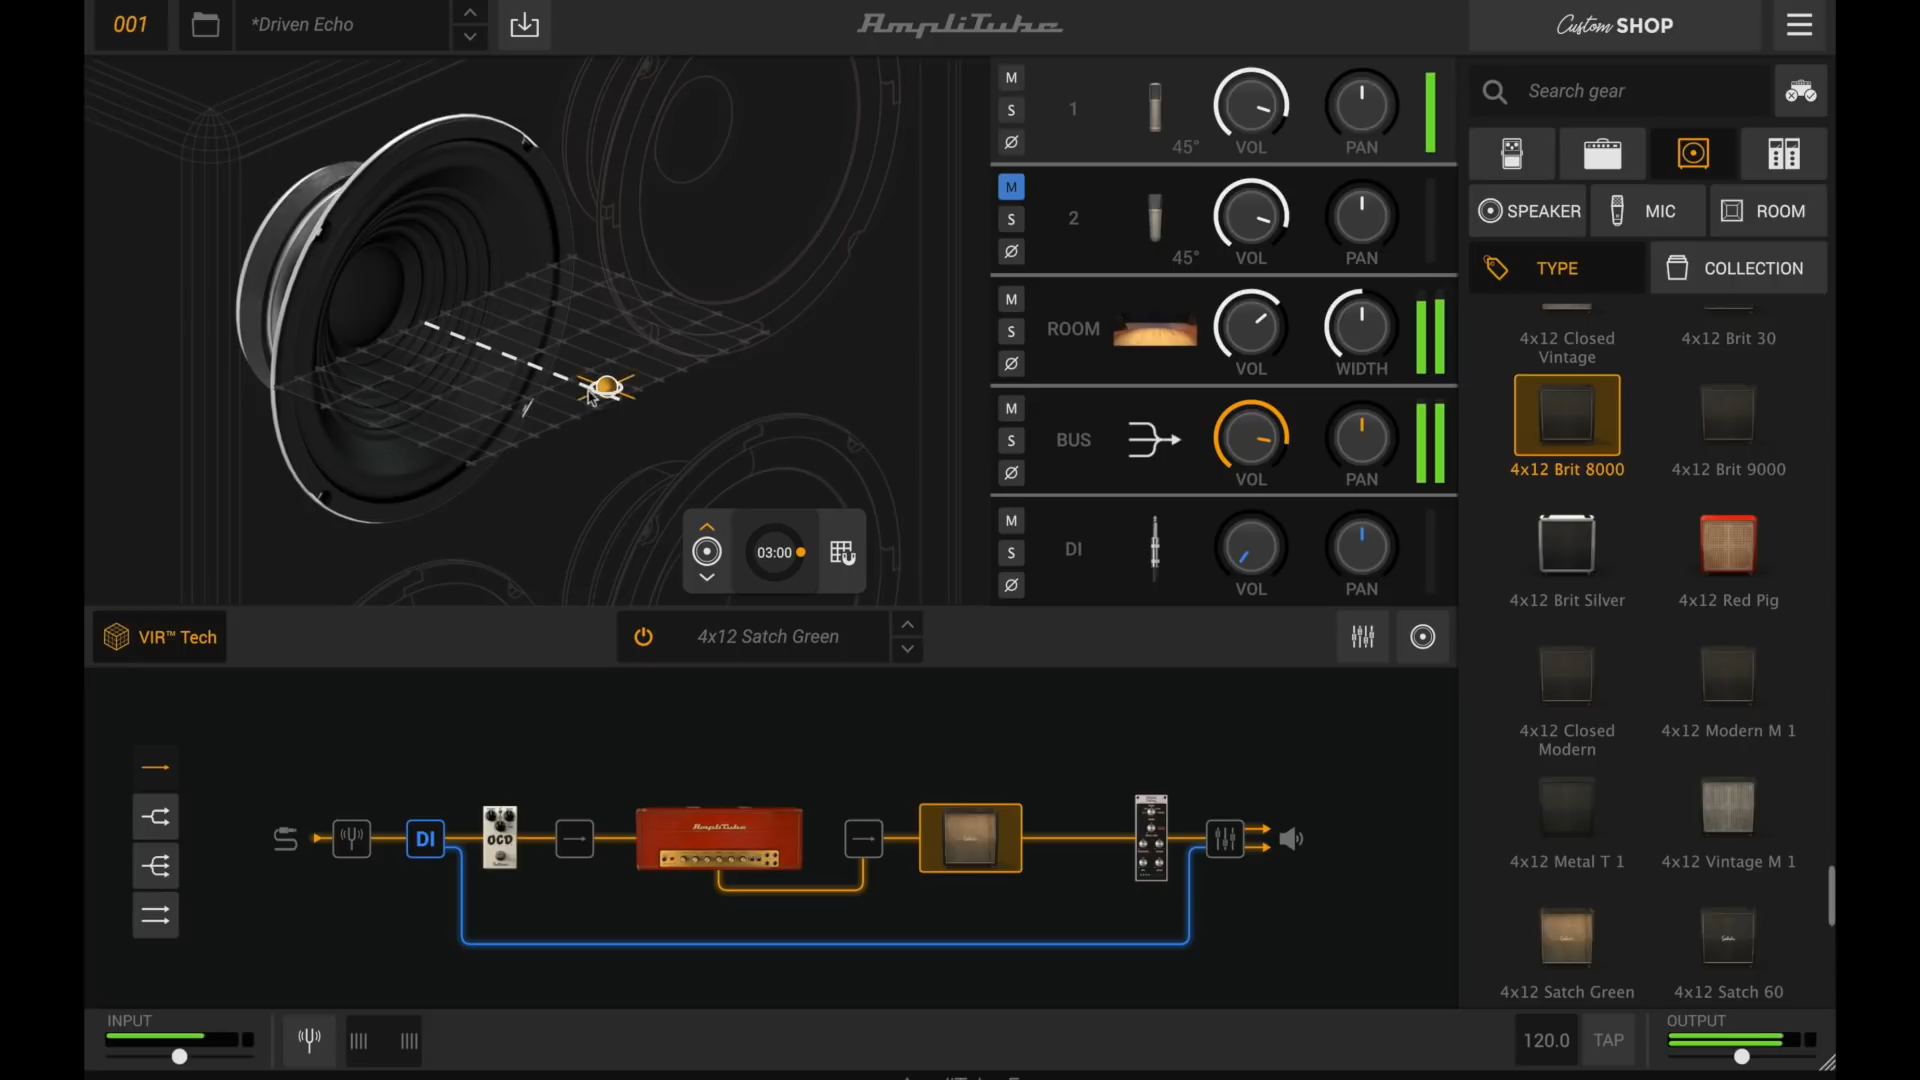 001
*Driven Echo
AmpliTube
Custom SHOP
Search gear
SPEAKER
MIC
ROOM
TYPE
COLLECTION
M
S
Ø
1
45°
VOL
PAN
M
S
Ø
2
45°
VOL
PAN
M
S
Ø
ROOM
VOL
WIDTH
M
S
Ø
BUS
VOL
PAN
M
S
Ø
DI
VOL
PAN
03:00
4x12 Closed
Vintage
4x12 Brit 30
4x12 Brit 8000
4x12 Brit 9000
4x12 Brit Silver
4x12 Red Pig
4x12 Closed
Modern
4x12 Modern M 1
4x12 Metal T 1
4x12 Vintage M 1
4x12 Satch Green
4x12 Satch 60
VIR™ Tech
4x12 Satch Green
DI
OCD
AmpliTube
INPUT
120.0
TAP
OUTPUT